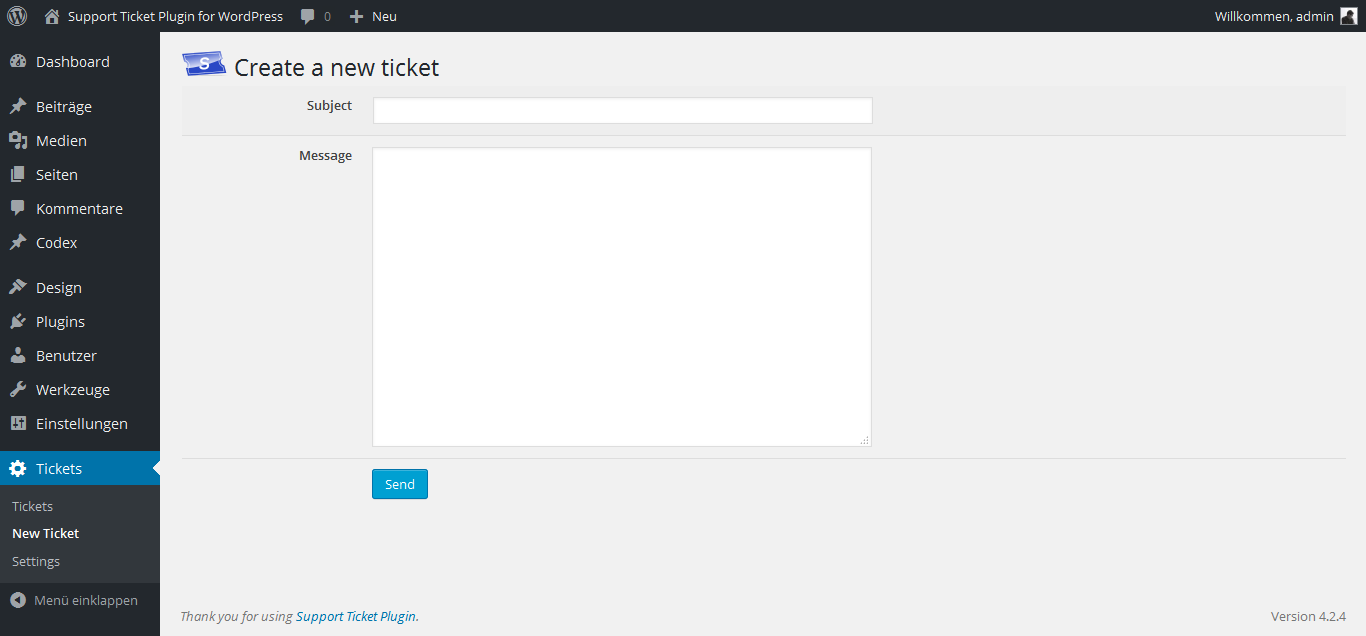 Support Ticket Plugin for WordPress 0 Neu Willkommen, admin
Dashboard
Beiträge
Medien
Seiten
Kommentare
Codex
Design
Plugins
Benutzer
Werkzeuge
Einstellungen
Tickets
Tickets
New Ticket
Settings
Menü einklappen
S Create a new ticket
Subject
Message
Send
Thank you for using Support Ticket Plugin. Version 4.2.4